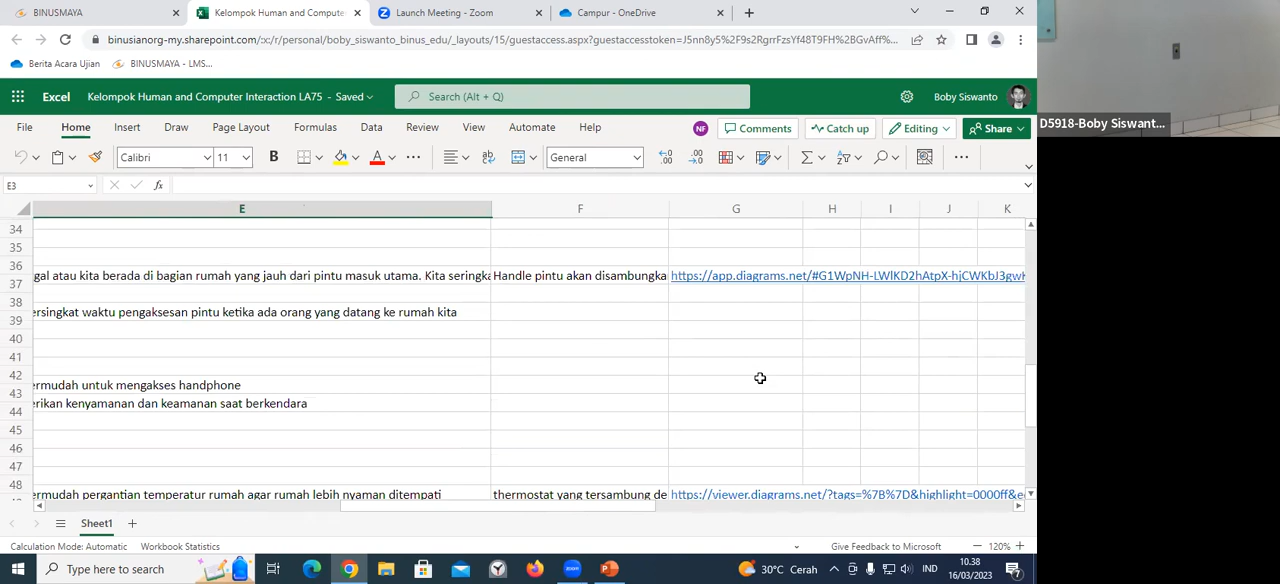 BINUSMAYA
Kelompok Human and Compute
Launch Meeting - Zoom
Campur - OneDrive
binusianorg-my.sharepoint.com/:x:/r/personal/boby_siswanto_binus_edu/_layouts/15/guestaccess.aspx?guestaccesstoken=J5nn8y5%2F9s2RgrrFzsYf48T9FH%2BGvAff...
Berita Acara Ujian
BINUSMAYA - LMS...
Excel
Kelompok Human and Computer Interaction LA75 - Saved
Search (Alt + Q)
Boby Siswanto
D5918-Boby Siswant...
File Home Insert Draw Page Layout Formulas Data Review View Automate Help
NF
Comments
Catch up
Editing
Share
Calibri
11
B
A
General
E3
fx
E F G H I J K
34
35
36
gal atau kita berada di bagian rumah yang jauh dari pintu masuk utama. Kita seringka Handle pintu akan disambungka https://app.diagrams.net/#G1WpNH-LWlKD2hAtpX-hjCWKbJ3gwk
37
38
ersingkat waktu pengaksesan pintu ketika ada orang yang datang ke rumah kita
39
40
41
42
ermudah untuk mengakses handphone
43
erikan kenyamanan dan keamanan saat berkendara
44
45
46
47
48
ermudah pergantian temperatur rumah agar rumah lebih nyaman ditempati thermostat yang tersambung de https://viewer.diagrams.net/?tags=%7B%7D&highlight=0000ff&e
Sheet1
Calculation Mode: Automatic
Workbook Statistics
Give Feedback to Microsoft
120%
Type here to search
zoom
30°C Cerah
IND
10.38
16/03/2023